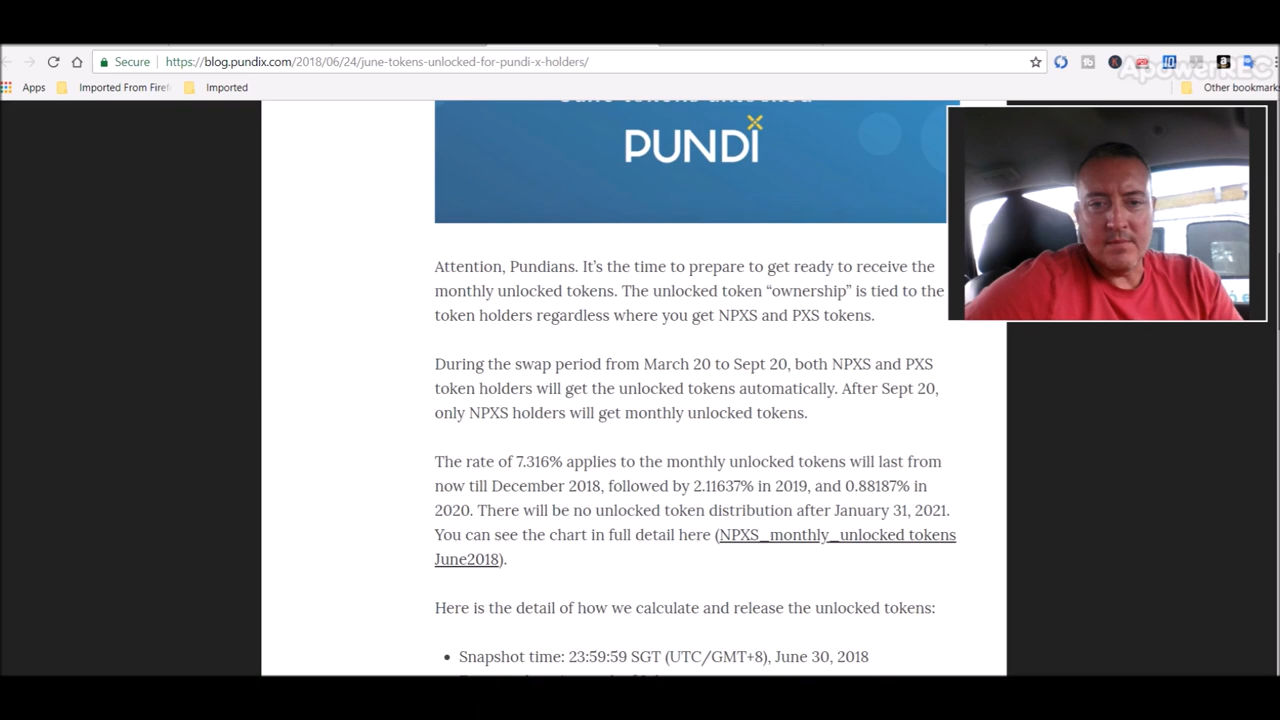 Secure https://blog.pundix.com/2018/06/24/june-tokens-unlocked-for-pundi-x-holders/
ApowerREC
Apps Imported From Firef Imported Other bookmark
June tokens unlocked
PUNDI
Attention, Pundians. It’s the time to prepare to get ready to receive the
monthly unlocked tokens. The unlocked token “ownership” is tied to the
token holders regardless where you get NPXS and PXS tokens.
During the swap period from March 20 to Sept 20, both NPXS and PXS
token holders will get the unlocked tokens automatically. After Sept 20,
only NPXS holders will get monthly unlocked tokens.
The rate of 7.316% applies to the monthly unlocked tokens will last from
now till December 2018, followed by 2.11637% in 2019, and 0.88187% in
2020. There will be no unlocked token distribution after January 31, 2021.
You can see the chart in full detail here (NPXS_monthly_unlocked tokens
June2018).
Here is the detail of how we calculate and release the unlocked tokens:
• Snapshot time: 23:59:59 SGT (UTC/GMT+8), June 30, 2018